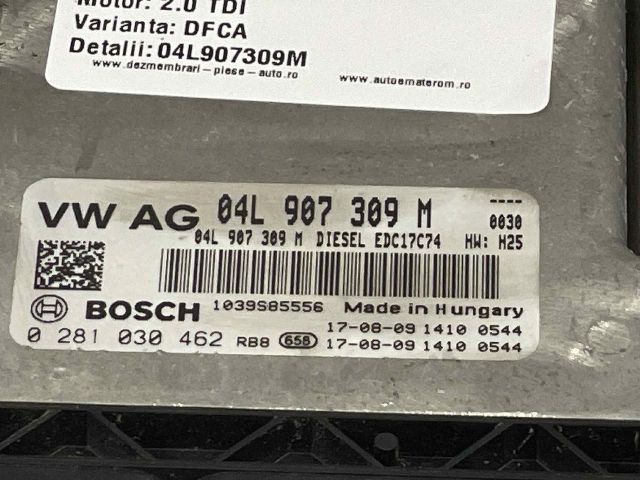 Motor: 2.0 TDI
Varianta: DFCA
Detalii: 04L907309M
www.dezmembrari-piese-auto.ro www.autoematerom.ro
VW AG 04L 907 309 M ----
0030
04L 907 309 M DIESEL EDC17C74 HW: H25
BOSCH 1039S85556 Made in Hungary
17-08-09 1410 0544
0 281 030 462 RB8 658 17-08-09 1410 0544